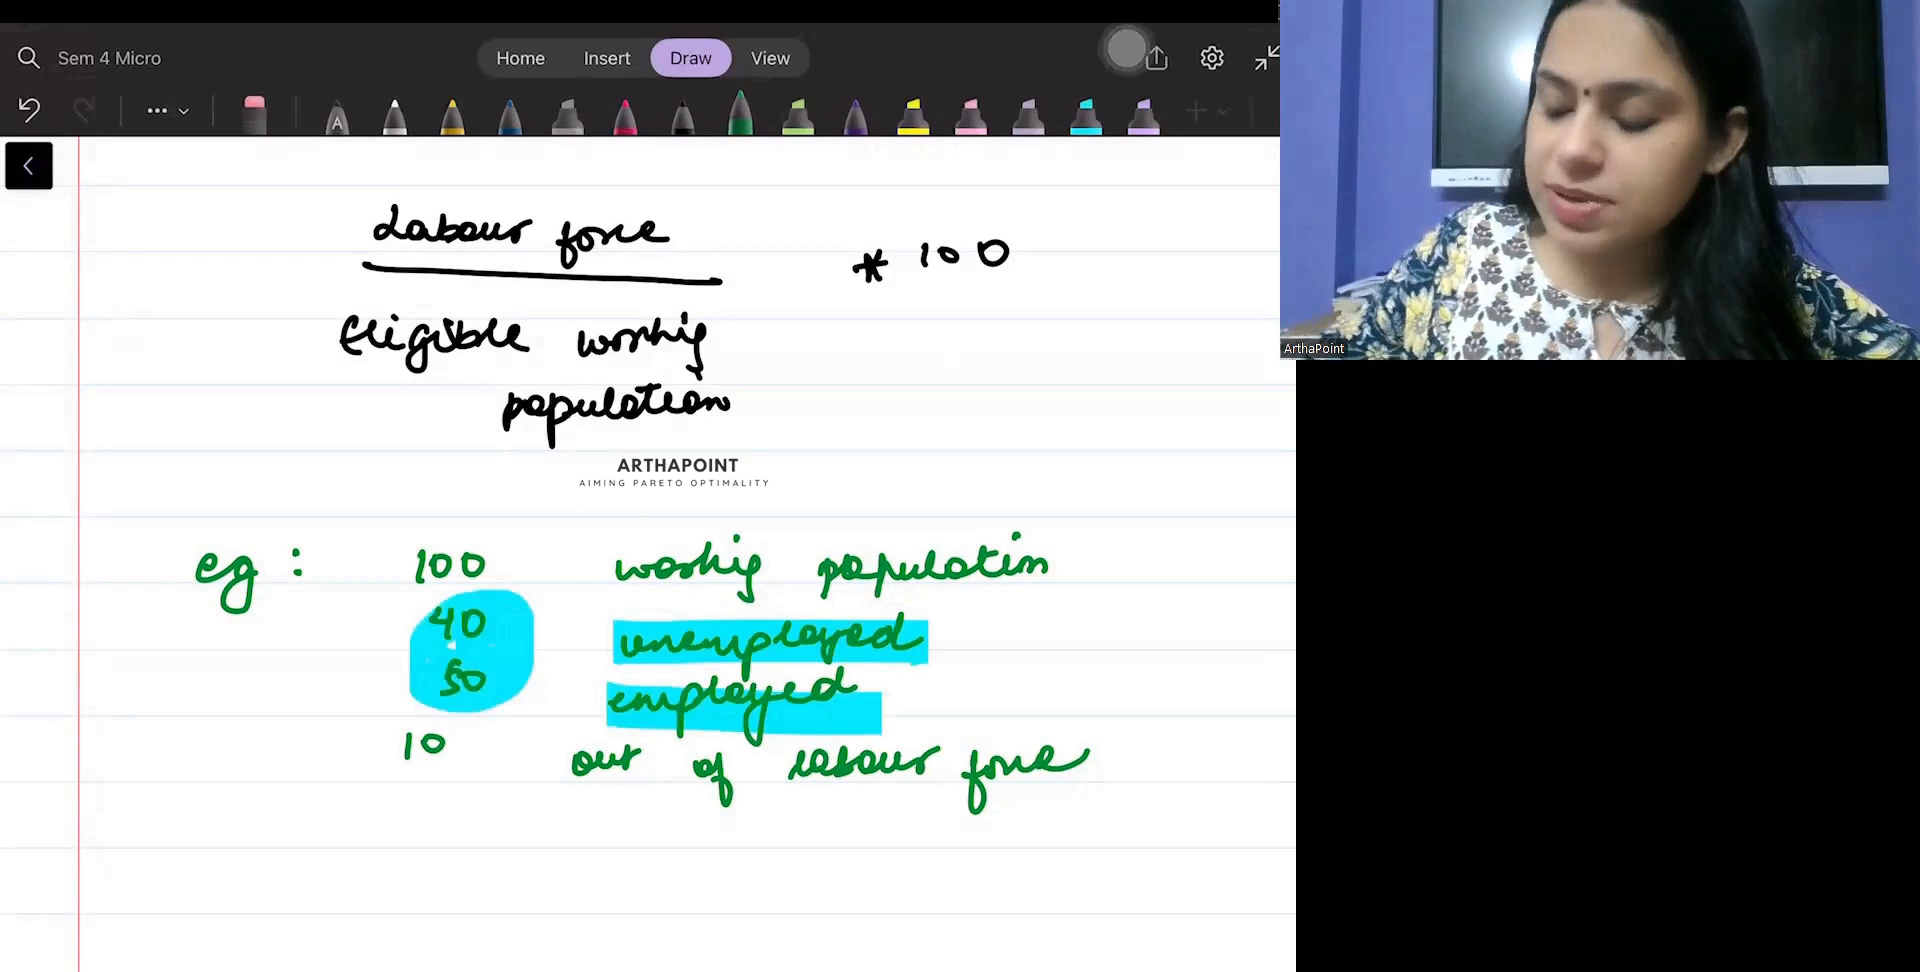 Sem 4 Micro
Home Insert Draw View
A
Labour force * 100
Eligible working
population
ARTHAPOINT
AIMING PARETO OPTIMALITY
eg : 100 working population
40 unemployed
50 employed
10 out of labour force
ArthaPoint